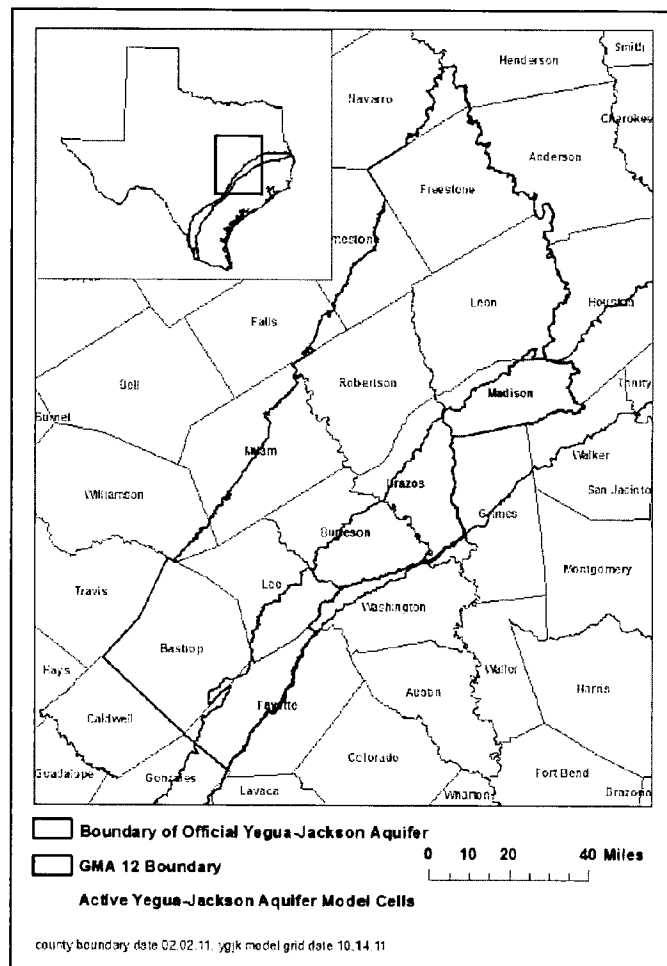 Smith
Henderson
Navarro
Cherokee
Anderson
Freestone
mestone
Leon
Houston
Falls
Robertson
Madison
Trinity
Milam
Walker
Williamson
Brazos
San Jacinto
Grimes
Burleson
Lee
Montgomery
Travis
Washington
Bastrop
Hays
Waller
Harris
Austin
Fayette
Caldwell
Colorado
Guadalupe
Gonzales
Fort Bend
Lavaca
Wharton
Boundary of Official Yegua-Jackson Aquifer
GMA 12 Boundary
0 10 20 40 Miles
Active Yegua-Jackson Aquifer Model Cells
county boundary date 02.02.11, ygjk model grid date 10.14.11